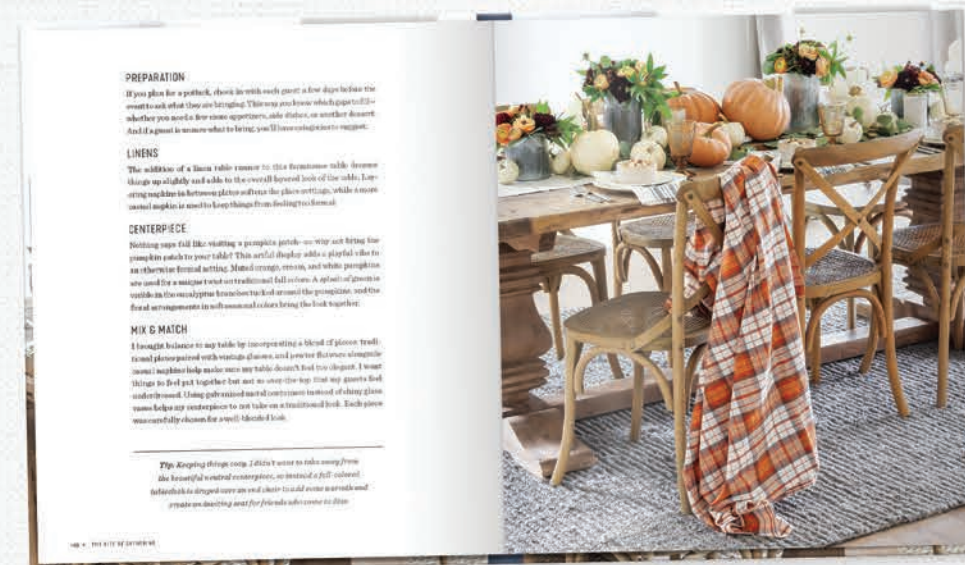 PREPARATION
If you plan for a potluck, check in with each guest a few days before the
event to ask what they are bringing. This way you know which gaps to fill—
whether you need a few more appetizers, side dishes, or another dessert.
And if a guest is unsure what to bring, you'll have categories to suggest.
LINENS
The addition of a linen table runner to this farmhouse table dresses
things up slightly and adds to the overall layered look of the table. Lay-
ering napkins in between plates softens the place settings, while a more
casual napkin is used to keep things from feeling too formal.
CENTERPIECE
Nothing says fall like visiting a pumpkin patch—so why not bring the
pumpkin patch to your table? This artful display adds a playful vibe to
an otherwise formal setting. Muted orange, cream, and white pumpkins
are used for a unique twist on traditional fall colors. A splash of green is
visible in the eucalyptus branches tucked around the pumpkins, and the
floral arrangements in soft seasonal colors bring the look together.
MIX & MATCH
I brought balance to my table by incorporating a blend of pieces: tradi-
tional pieces paired with vintage glasses, and pewter flatware alongside
casual napkins help make sure my table doesn't feel too elegant. I want
things to feel put together but not so over-the-top that my guests feel
underdressed. Using galvanized metal containers instead of shiny glass
vases helps my centerpiece to not take on a traditional look. Each piece
was carefully chosen for a well-blended look.
Tip: Keeping things cozy. I didn't want to take away from
the beautiful neutral centerpiece, so instead a full-colored
tablecloth is draped over an end chair to add some warmth and
create an inviting seat for friends who come to dine.
THE GIFT OF GATHERING